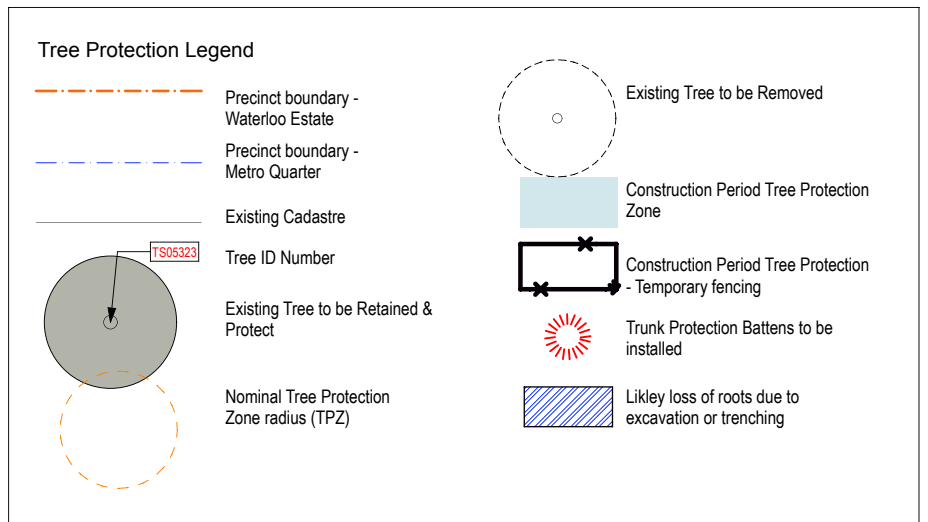 Tree Protection Legend
Precinct boundary -
Waterloo Estate
Precinct boundary -
Metro Quarter
Existing Cadastre
TS05323
Tree ID Number
Existing Tree to be Retained &
Protect
Nominal Tree Protection
Zone radius (TPZ)
Existing Tree to be Removed
Construction Period Tree Protection
Zone
Construction Period Tree Protection
- Temporary fencing
Trunk Protection Battens to be
installed
Likley loss of roots due to
excavation or trenching